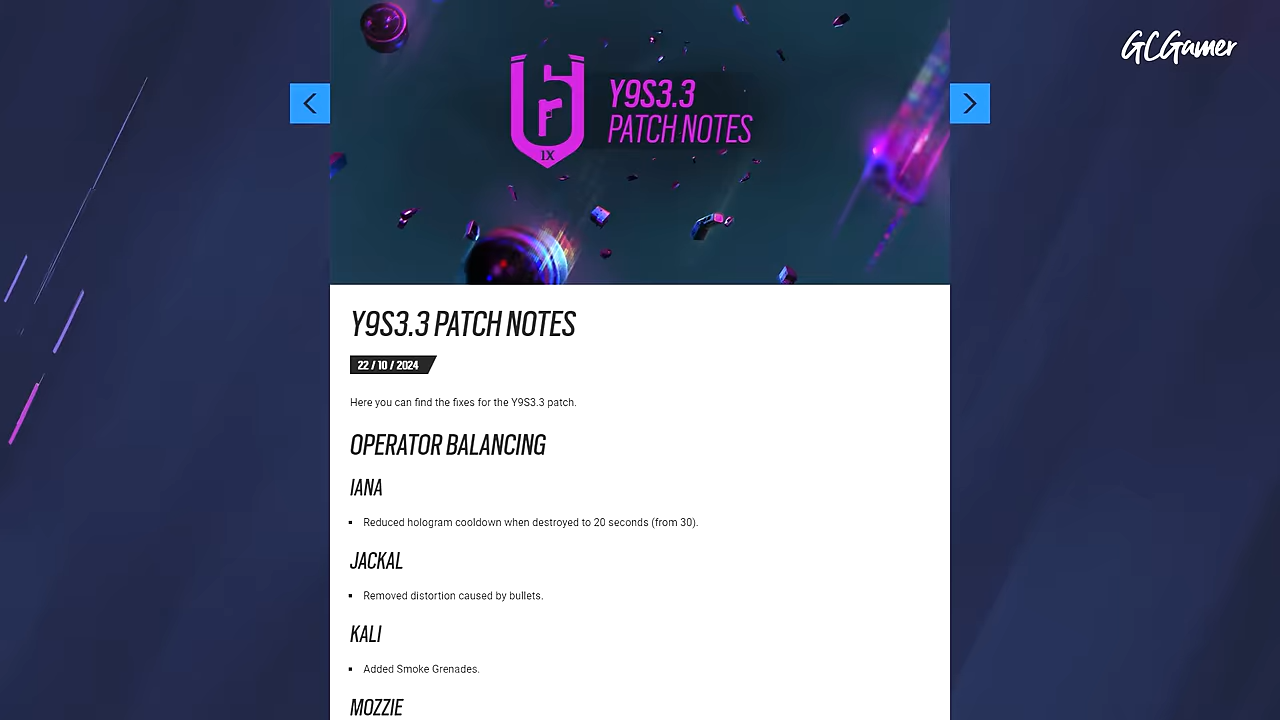 GCGamer
Y9S3.3
PATCH NOTES
1X
Y9S3.3 PATCH NOTES
22 / 10 / 2024
Here you can find the fixes for the Y9S3.3 patch.
OPERATOR BALANCING
IANA
▪ Reduced hologram cooldown when destroyed to 20 seconds (from 30).
JACKAL
▪ Removed distortion caused by bullets.
KALI
▪ Added Smoke Grenades.
MOZZIE